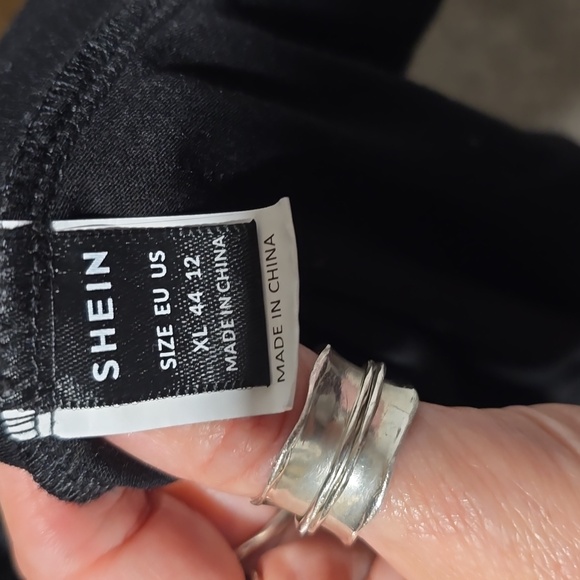 SHEIN
SIZE EU US
XL 44 12
MADE IN CHINA
MADE IN CHINA